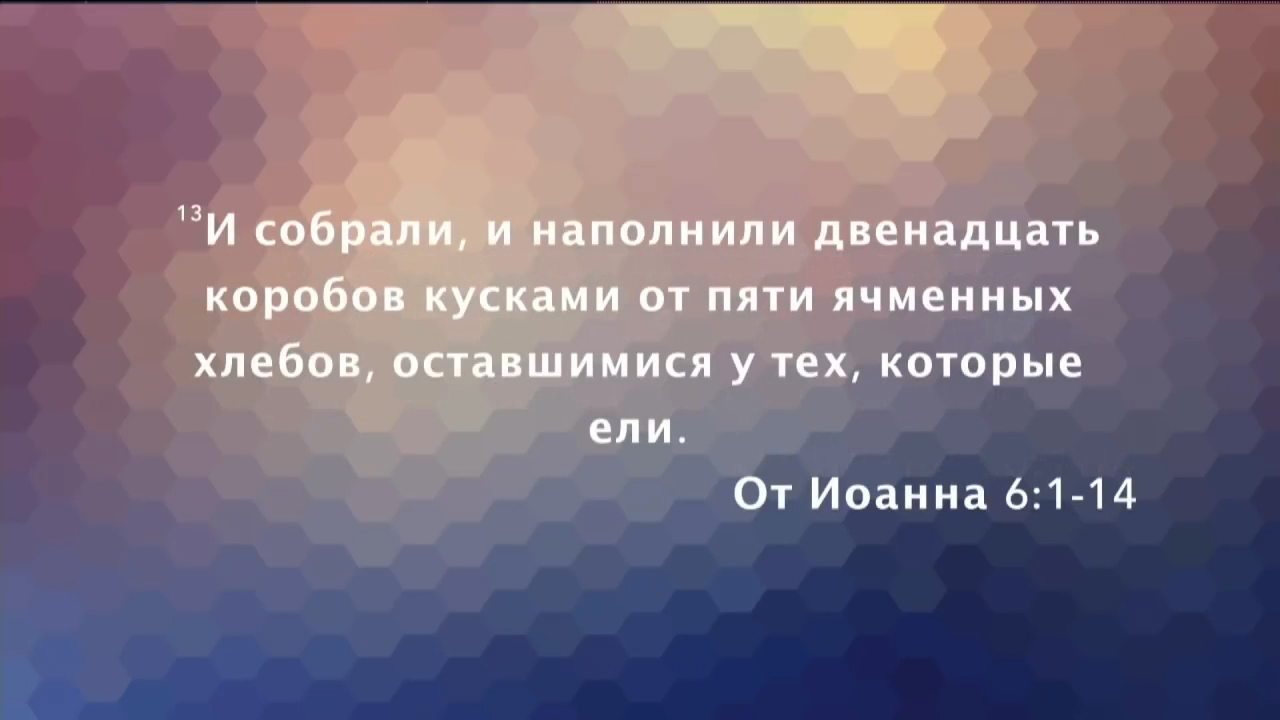 ¹³И собрали, и наполнили двенадцать
коробов кусками от пяти ячменных
хлебов, оставшимися у тех, которые
ели.
От Иоанна 6:1-14